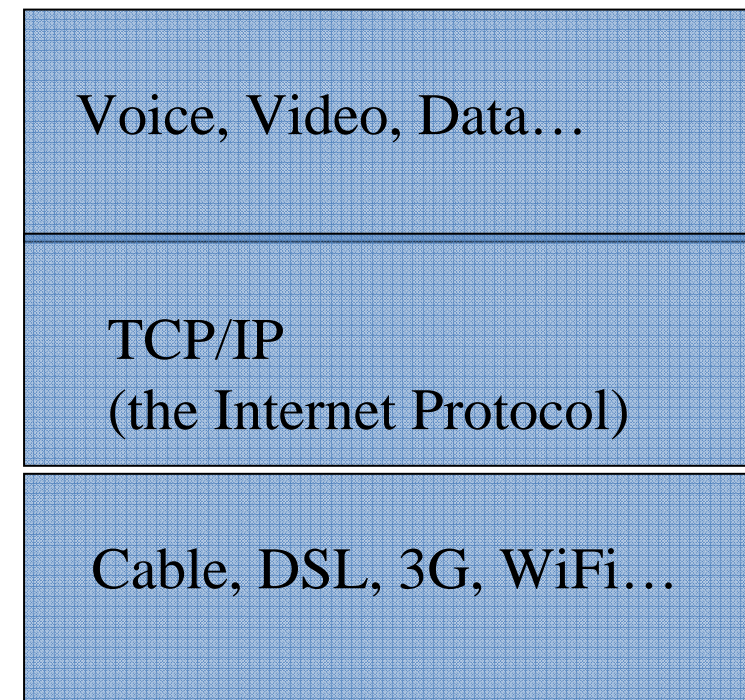 Voice, Video, Data…
TCP/IP
(the Internet Protocol)
Cable, DSL, 3G, WiFi…